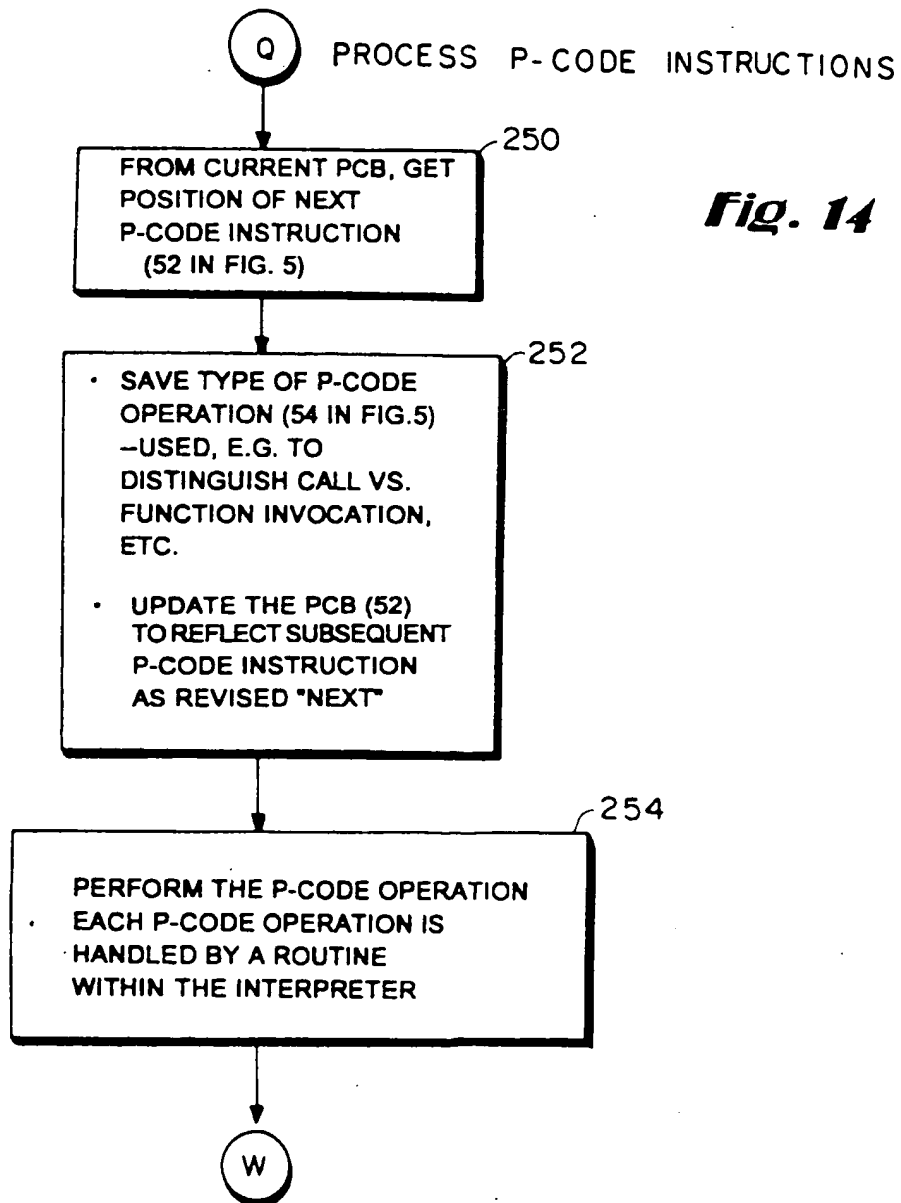 Q PROCESS P-CODE INSTRUCTIONS
250
FROM CURRENT PCB, GET
POSITION OF NEXT
P-CODE INSTRUCTION
(52 IN FIG. 5)
Fig. 14
252
· SAVE TYPE OF P-CODE
OPERATION (54 IN FIG.5)
–USED, E.G. TO
DISTINGUISH CALL VS.
FUNCTION INVOCATION,
ETC.
· UPDATE THE PCB (52)
TO REFLECT SUBSEQUENT
P-CODE INSTRUCTION
AS REVISED "NEXT"
254
PERFORM THE P-CODE OPERATION
· EACH P-CODE OPERATION IS
HANDLED BY A ROUTINE
WITHIN THE INTERPRETER
W